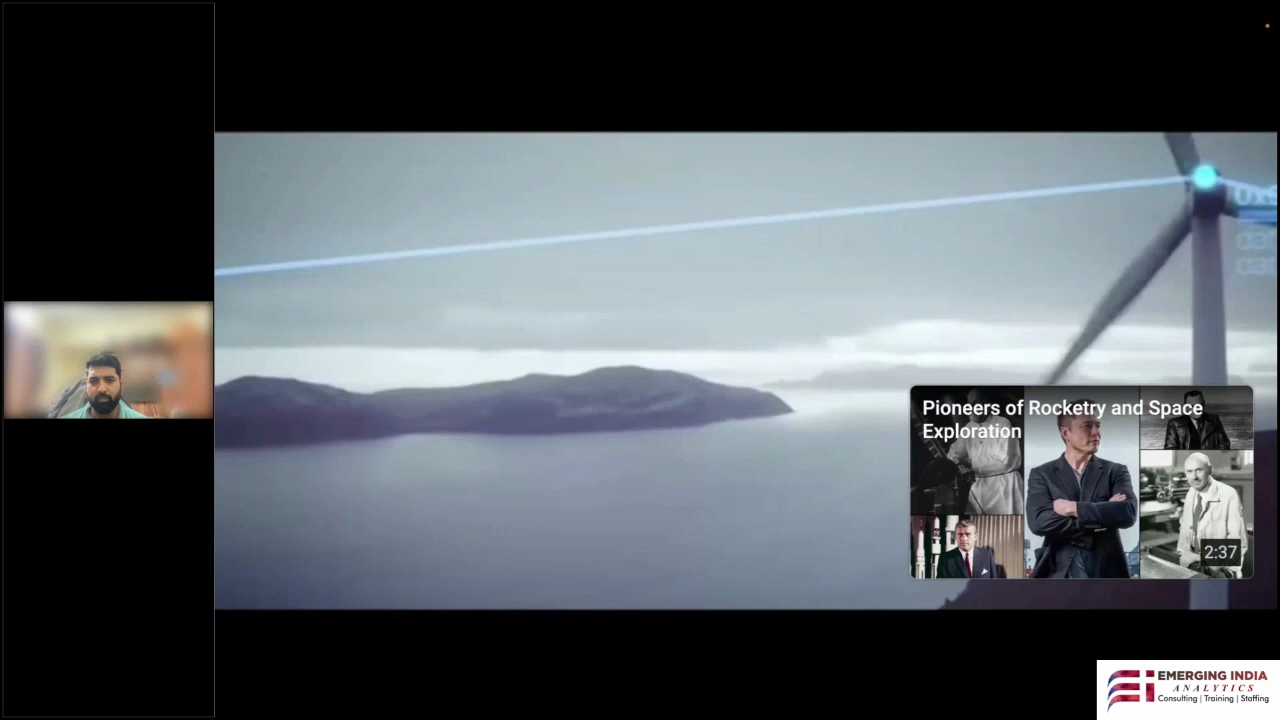 Pioneers of Rocketry and Space
Exploration
2:37
EMERGING INDIA
ANALYTICS
Consulting | Training | Staffing